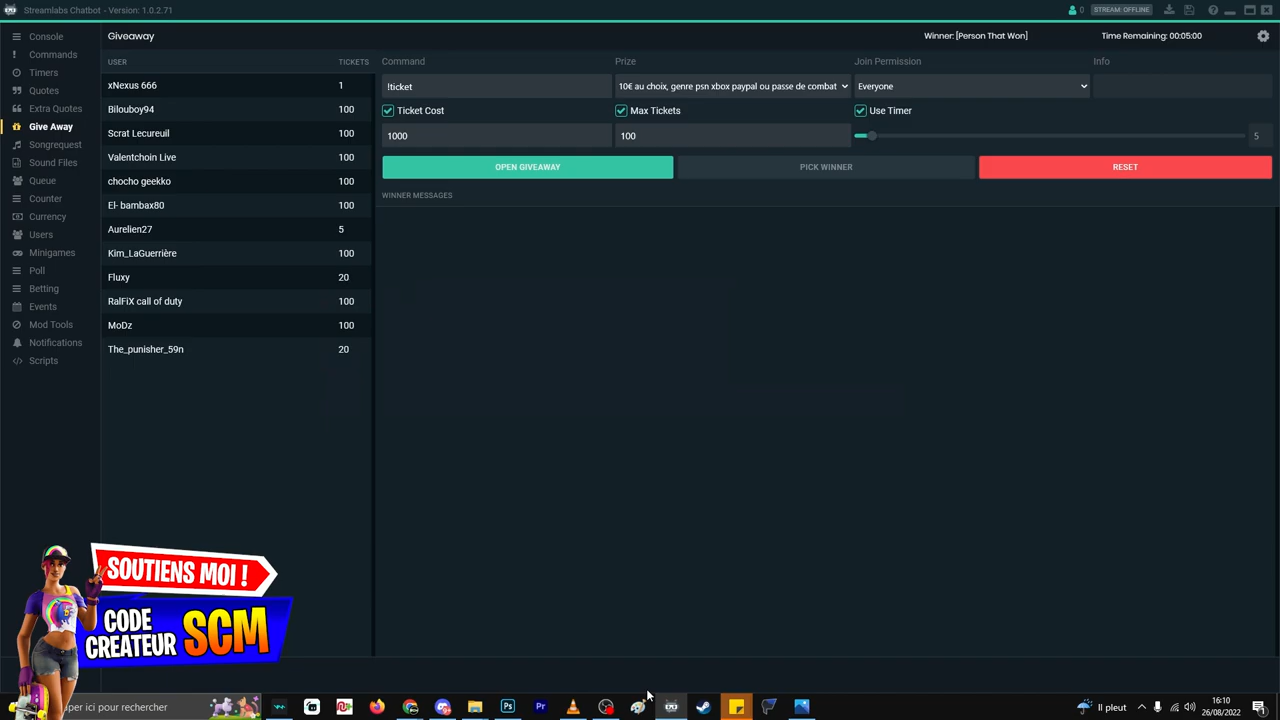 Streamlabs Chatbot - Version: 1.0.2.71
0
STREAM: OFFLINE
Console
Commands
Timers
Quotes
Extra Quotes
Give Away
Songrequest
Sound Files
Queue
Counter
Currency
Users
Minigames
Poll
Betting
Events
Mod Tools
Notifications
Scripts
Giveaway
Winner: [Person That Won]
Time Remaining: 00:05:00
USER TICKETS
xNexus 666 1
Bilouboy94 100
Scrat Lecureuil 100
Valentchoin Live 100
chocho geekko 100
El- bambax80 100
Aurelien27 5
Kim_LaGuerrière 100
Fluxy 20
RalFiX call of duty 100
MoDz 100
The_punisher_59n 20
Command Prize Join Permission Info
!ticket 10€ au choix, genre psn xbox paypal ou passe de combat Everyone
Ticket Cost Max Tickets Use Timer
1000 100 5
OPEN GIVEAWAY PICK WINNER RESET
WINNER MESSAGES
SOUTIENS MOI !
CODE
CREATEUR SCM
per ici pour rechercher
Il pleut
16:10
26/08/2022